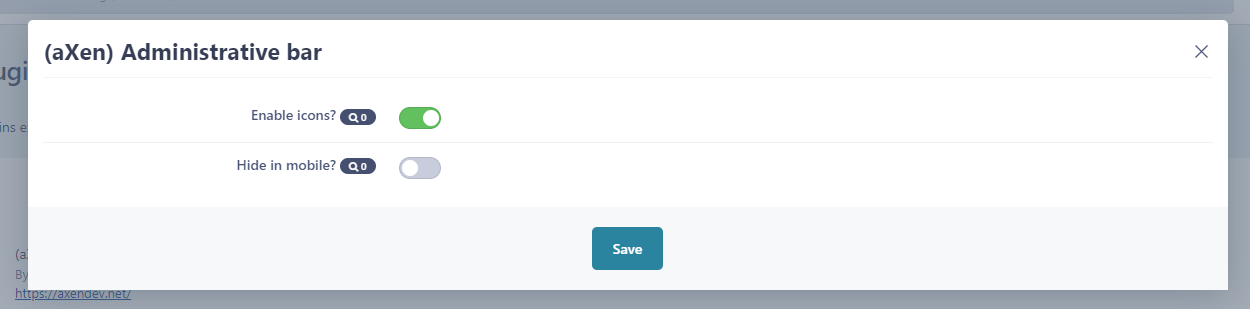 (aXen) Administrative bar
ugi
ins e
Enable icons? 0
Hide in mobile? 0
Save
(a
By
https://axendev.net/